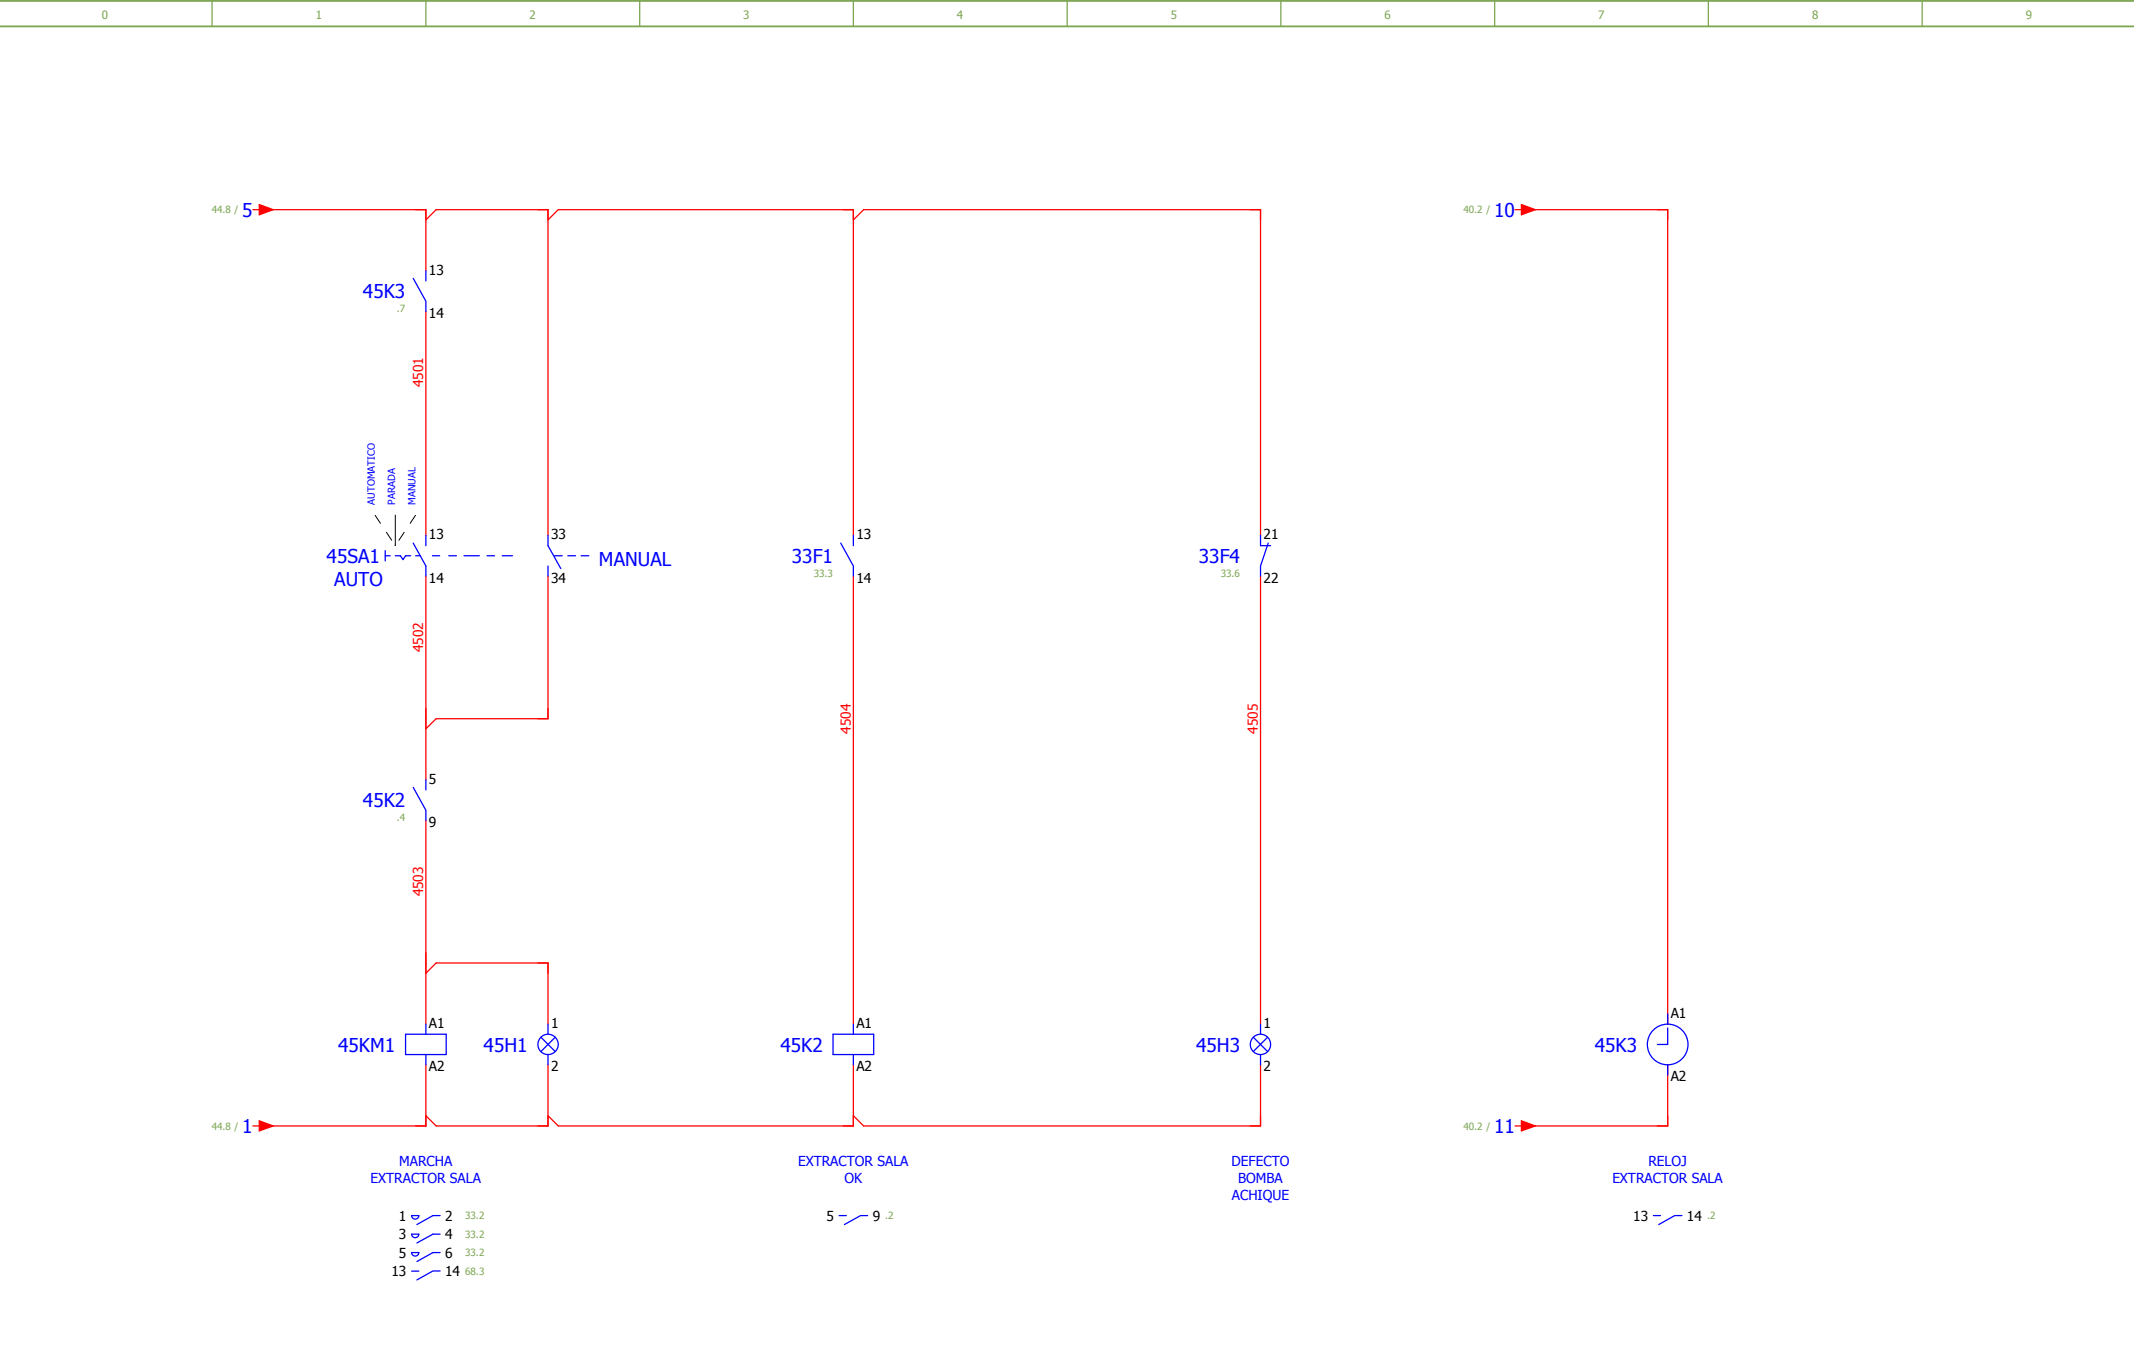 0 1 2 3 4 5 6 7 8 9
44.8 / 5
40.2 / 10
45K3
.7
13
14
4501
AUTOMATICO
PARADA
MANUAL
45SA1
AUTO
13
14
33
34
MANUAL
33F1
33.3
13
14
33F4
33.6
21
22
4502
4504
4505
45K2
.4
5
9
4503
45KM1
A1
A2
45H1
1
2
45K2
A1
A2
45H3
1
2
45K3
A1
A2
44.8 / 1
40.2 / 11
MARCHA
EXTRACTOR SALA
1 2 33.2
3 4 33.2
5 6 33.2
13 14 68.3
EXTRACTOR SALA
OK
5 9 .2
DEFECTO
BOMBA
ACHIQUE
RELOJ
EXTRACTOR SALA
13 14 .2